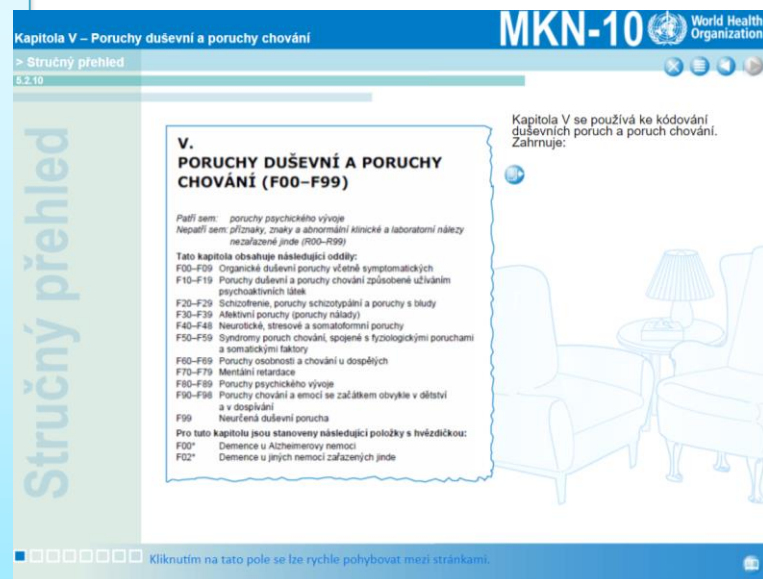 Kapitola V – Poruchy duševní a poruchy chování
MKN-10
World Health
Organization
> Stručný přehled
5.2.10
Stručný přehled
V.
PORUCHY DUŠEVNÍ A PORUCHY
CHOVÁNÍ (F00–F99)
Patří sem: poruchy psychického vývoje
Nepatří sem: příznaky, znaky a abnormální klinické a laboratorní nálezy
nezařazené jinde (R00–R99)
Tato kapitola obsahuje následující oddíly:
F00–F09 Organické duševní poruchy včetně symptomatických
F10–F19 Poruchy duševní a poruchy chování způsobené užíváním
psychoaktivních látek
F20–F29 Schizofrenie, poruchy schizotypální a poruchy s bludy
F30–F39 Afektivní poruchy (poruchy nálady)
F40–F48 Neurotické, stresové a somatoformní poruchy
F50–F59 Syndromy poruch chování, spojené s fyziologickými poruchami
a somatickými faktory
F60–F69 Poruchy osobnosti a chování u dospělých
F70–F79 Mentální retardace
F80–F89 Poruchy psychického vývoje
F90–F98 Poruchy chování a emocí se začátkem obvykle v dětství
a v dospívání
F99 Neurčená duševní porucha
Pro tuto kapitolu jsou stanoveny následující položky s hvězdičkou:
F00* Demence u Alzheimerovy nemoci
F02* Demence u jiných nemocí zařazených jinde
Kapitola V se používá ke kódování
duševních poruch a poruch chování.
Zahrnuje:
Kliknutím na tato pole se lze rychle pohybovat mezi stránkami.